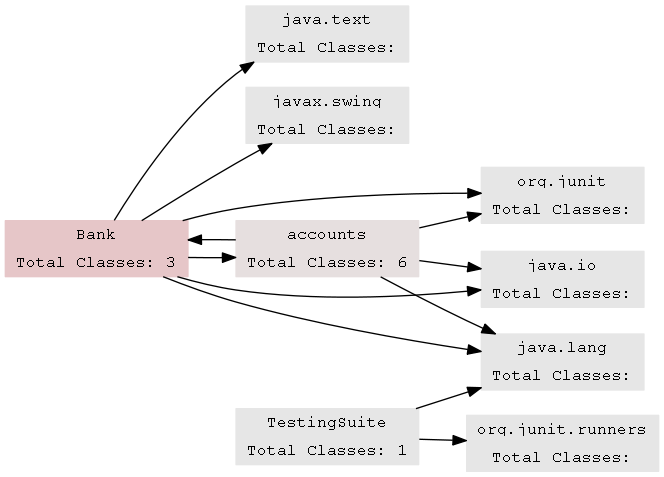 java.text
Total Classes:
javax.swing
Total Classes:
org.junit
Total Classes:
Bank
Total Classes: 3
accounts
Total Classes: 6
java.io
Total Classes:
java.lang
Total Classes:
TestingSuite
Total Classes: 1
org.junit.runners
Total Classes: